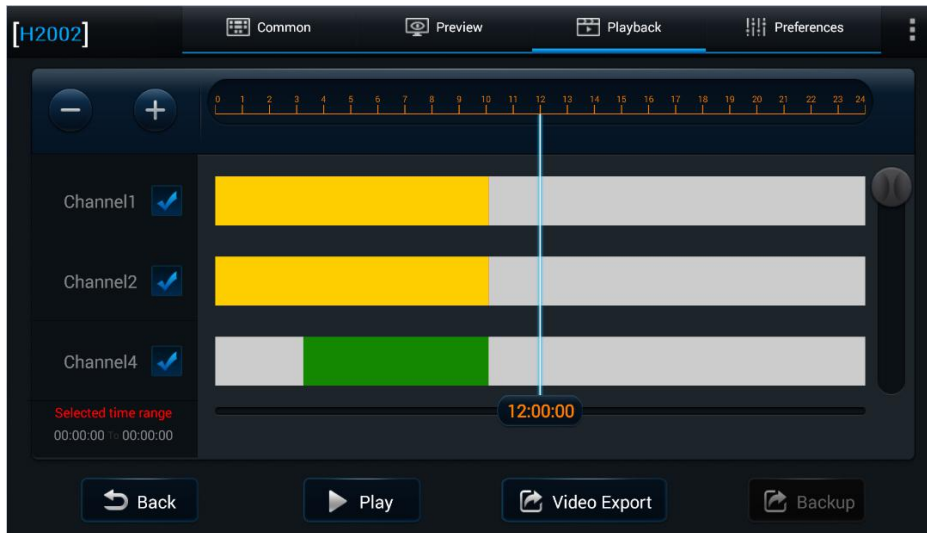 [H2002] Common Preview Playback Preferences
0 1 2 3 4 5 6 7 8 9 10 11 12 13 14 15 16 17 18 19 20 21 22 23 24
Channel1
Channel2
Channel4
Selected time range
00:00:00 To 00:00:00
12:00:00
Back Play Video Export Backup